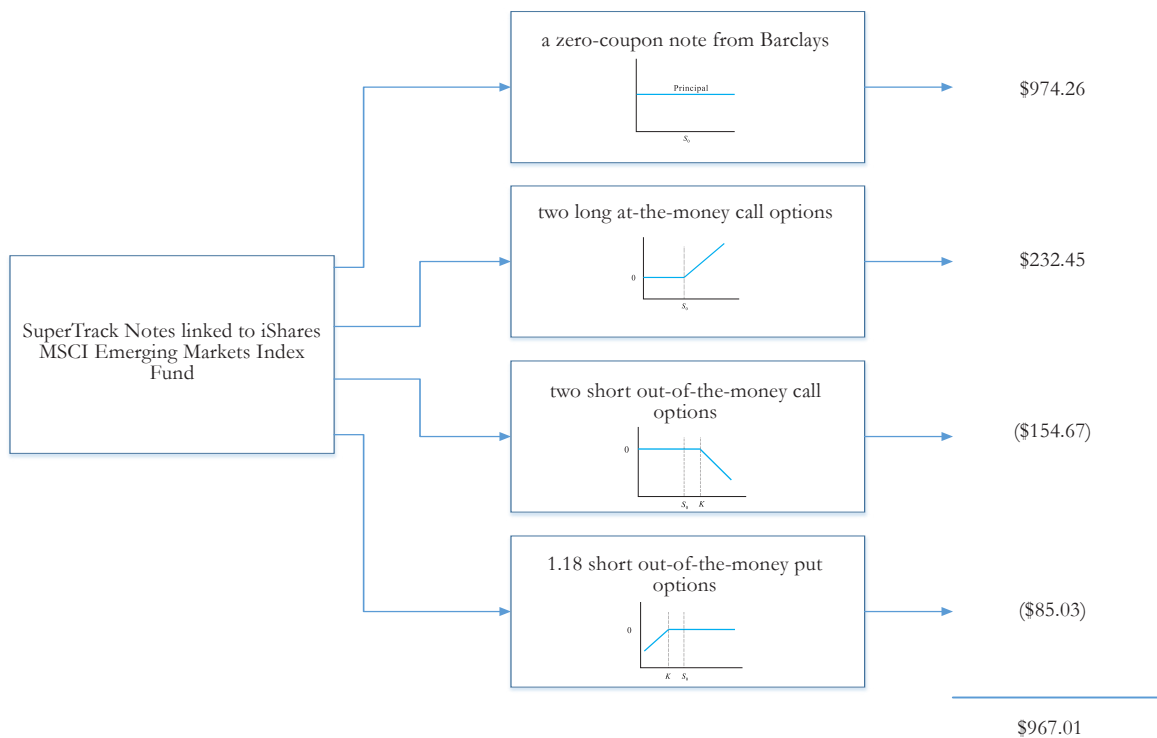 a zero-coupon note from Barclays
Principal
S₀
$974.26
two long at-the-money call options
0
S₀
$232.45
SuperTrack Notes linked to iShares
MSCI Emerging Markets Index
Fund
two short out-of-the-money call
options
0
S₀ K
($154.67)
1.18 short out-of-the-money put
options
0
K S₀
($85.03)
$967.01